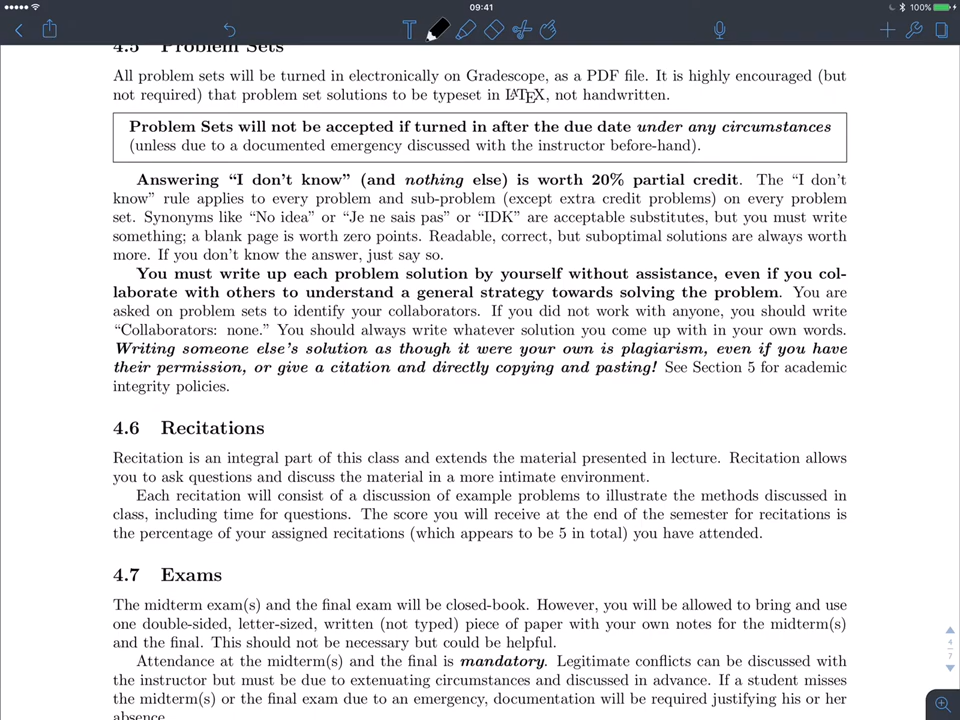 09:41
100%
4.5 Problem Sets
All problem sets will be turned in electronically on Gradescope, as a PDF file. It is highly encouraged (but
not required) that problem set solutions to be typeset in LATEX, not handwritten.
Problem Sets will not be accepted if turned in after the due date under any circumstances
(unless due to a documented emergency discussed with the instructor before-hand).
Answering “I don’t know” (and nothing else) is worth 20% partial credit. The “I don’t
know” rule applies to every problem and sub-problem (except extra credit problems) on every problem
set. Synonyms like “No idea” or “Je ne sais pas” or “IDK” are acceptable substitutes, but you must write
something; a blank page is worth zero points. Readable, correct, but suboptimal solutions are always worth
more. If you don’t know the answer, just say so.
You must write up each problem solution by yourself without assistance, even if you col-
laborate with others to understand a general strategy towards solving the problem. You are
asked on problem sets to identify your collaborators. If you did not work with anyone, you should write
“Collaborators: none.” You should always write whatever solution you come up with in your own words.
Writing someone else’s solution as though it were your own is plagiarism, even if you have
their permission, or give a citation and directly copying and pasting! See Section 5 for academic
integrity policies.
4.6 Recitations
Recitation is an integral part of this class and extends the material presented in lecture. Recitation allows
you to ask questions and discuss the material in a more intimate environment.
Each recitation will consist of a discussion of example problems to illustrate the methods discussed in
class, including time for questions. The score you will receive at the end of the semester for recitations is
the percentage of your assigned recitations (which appears to be 5 in total) you have attended.
4.7 Exams
The midterm exam(s) and the final exam will be closed-book. However, you will be allowed to bring and use
one double-sided, letter-sized, written (not typed) piece of paper with your own notes for the midterm(s)
and the final. This should not be necessary but could be helpful.
Attendance at the midterm(s) and the final is mandatory. Legitimate conflicts can be discussed with
the instructor but must be due to extenuating circumstances and discussed in advance. If a student misses
the midterm(s) or the final exam due to an emergency, documentation will be required justifying his or her
absence.
4
7